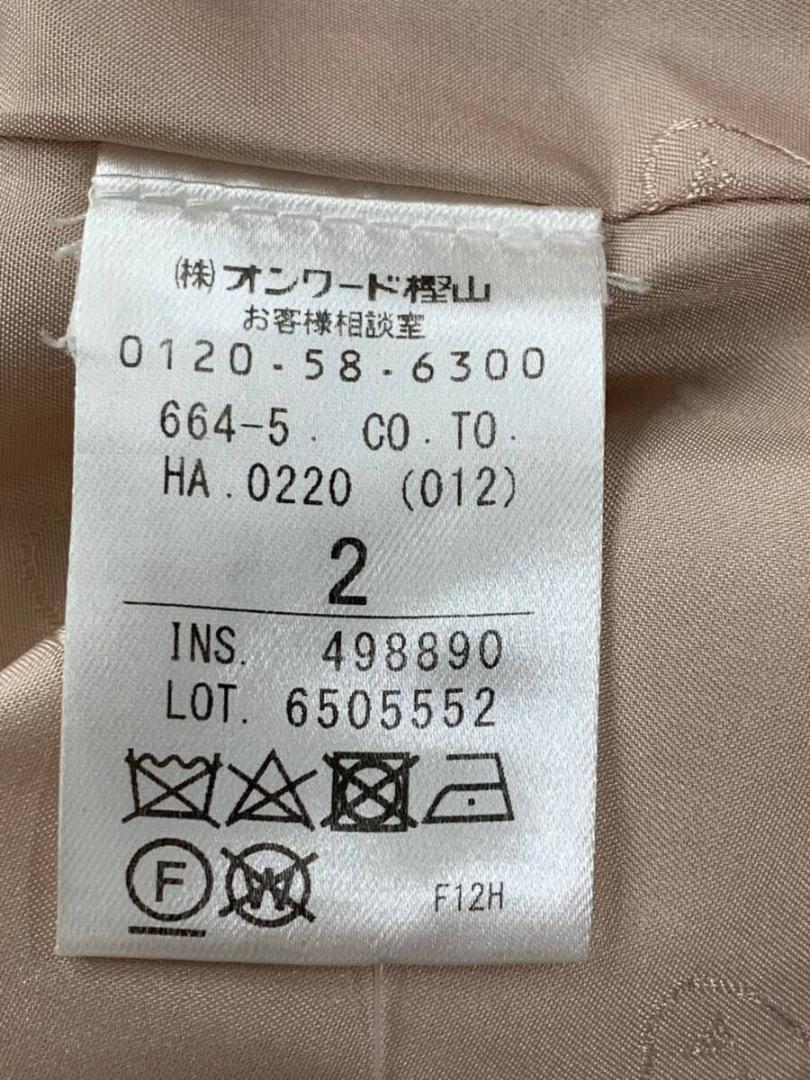 (株)オンワード樫山
お客様相談室
0120-58-6300
664-5. CO.TO.
HA.0220 (012)
2
INS. 498890
LOT. 6505552
F W F12H